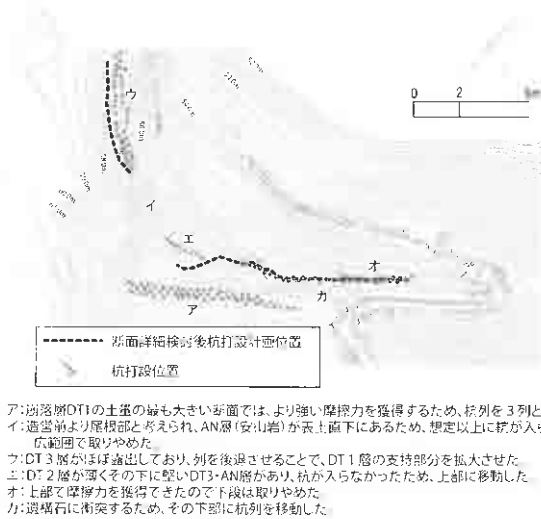 0 2
ウ
イ
エ
オ
カ
ア
断面詳細検討後杭打設計画位置
杭打設位置
ア:崩落層DT1の土量の最も大きい断面では、より強い摩擦力を獲得するため、杭列を3列と
イ:造営前より尾根部と考えられ、AN層(安山岩)が表土直下にあるため、想定以上に杭が入ら
広範囲で取りやめた
ウ:DT3層がほぼ露出しており、列を後退させることで、DT1層の支持部分を拡大させた
エ:DT2層が薄くその下に堅いDT3・AN層があり、杭が入らなかったため、上部に移動した
オ:上部で摩擦力を獲得できたので下段は取りやめた
カ:遺構石に衝突するため、その下部に杭列を移動した